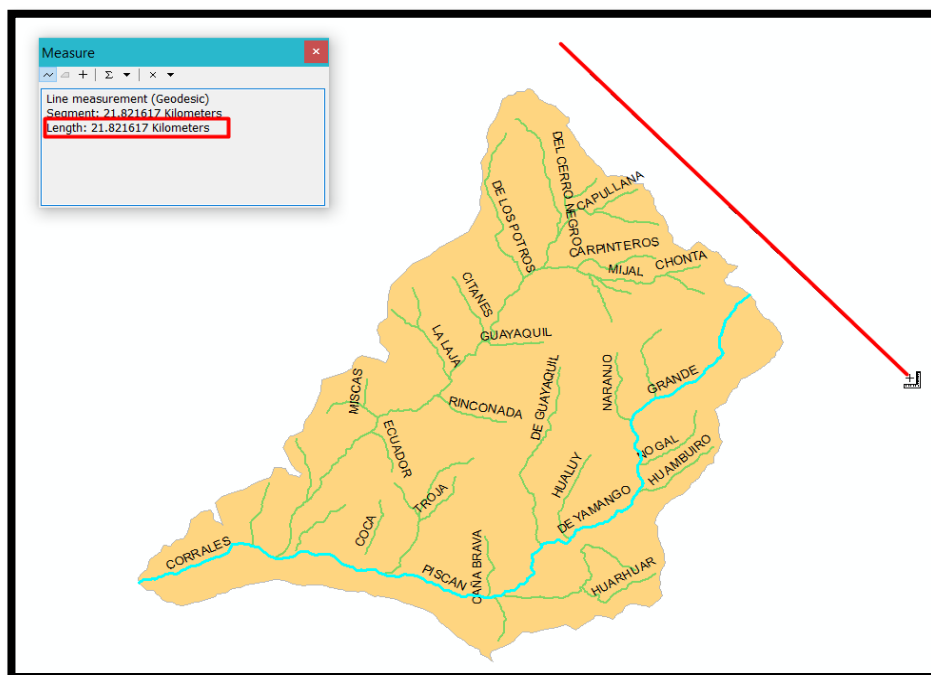 Measure
Line measurement (Geodesic)
Segment: 21.821617 Kilometers
Length: 21.821617 Kilometers
DEL CERRO NEGRO
CAPULLANA
DE LOS POTROS
CARPINTEROS
MIJAL
CHONTA
CITANES
GUAYAQUIL
LA LAJA
MISCAS
RINCONADA
DE GUAYAQUIL
NARANJO
GRANDE
ECUADOR
NOGAL
HUAMBUIRO
HUALUY
TROJA
DE YAMANGO
COCA
CORRALES
PISCAN
CAÑA BRAVA
HUARHUAR